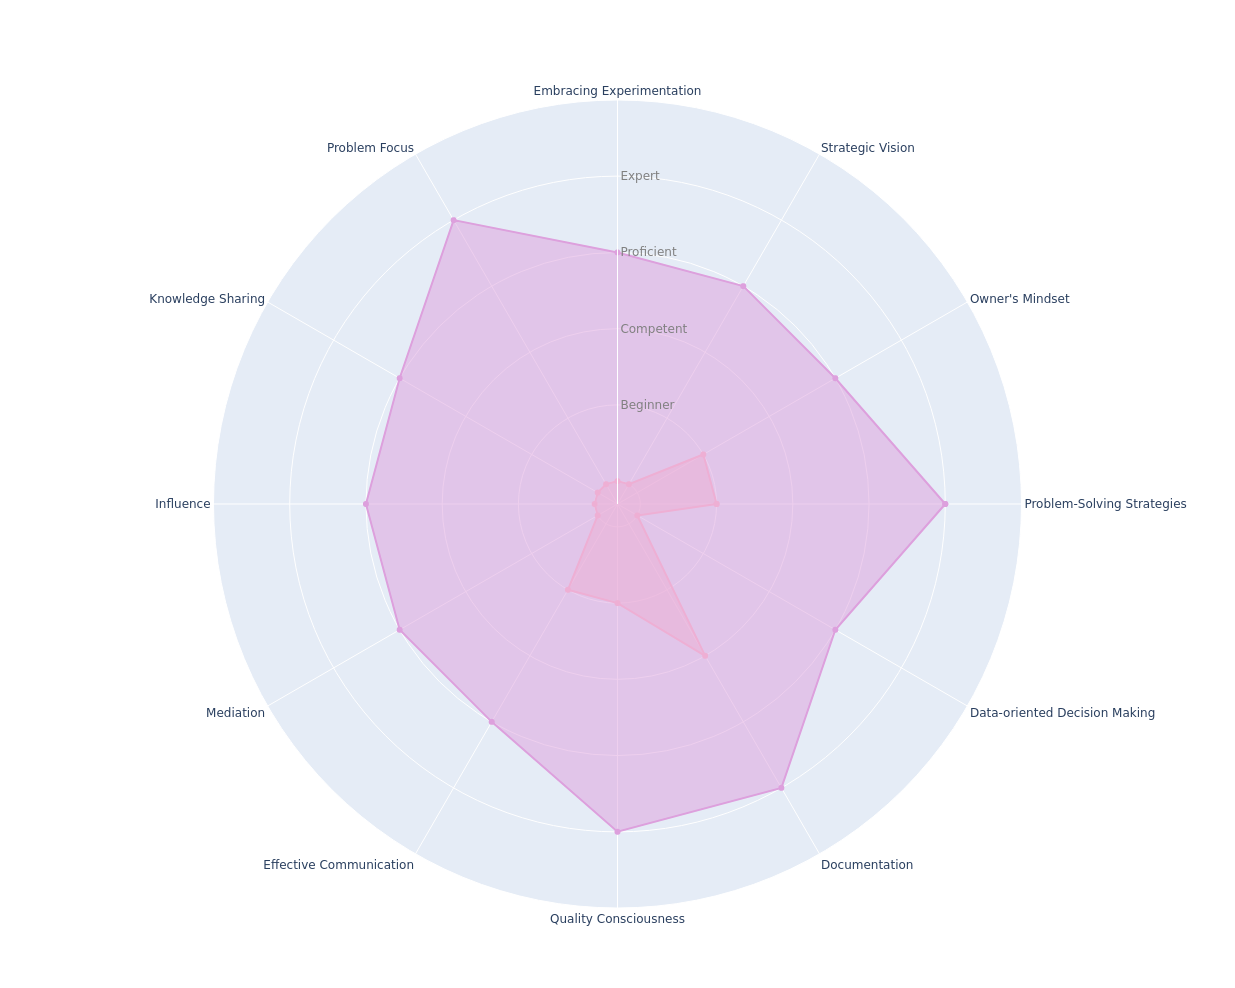 Embracing Experimentation
Problem Focus
Strategic Vision
Expert
Proficient
Knowledge Sharing
Owner's Mindset
Competent
Beginner
Influence
Problem-Solving Strategies
Mediation
Data-oriented Decision Making
Effective Communication
Documentation
Quality Consciousness